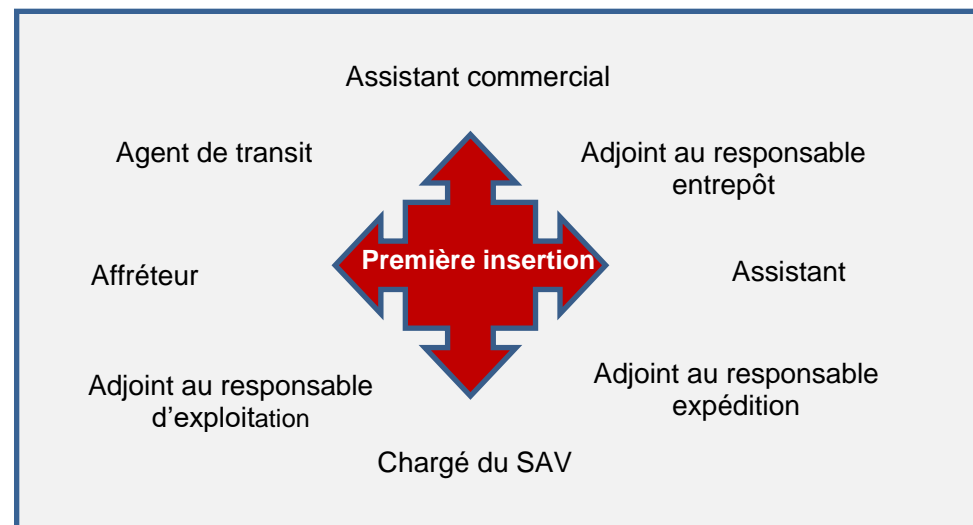 Assistant commercial
Agent de transit
Adjoint au responsable
entrepôt
Première insertion
Affréteur
Assistant
Adjoint au responsable
d’exploitation
Adjoint au responsable
expédition
Chargé du SAV